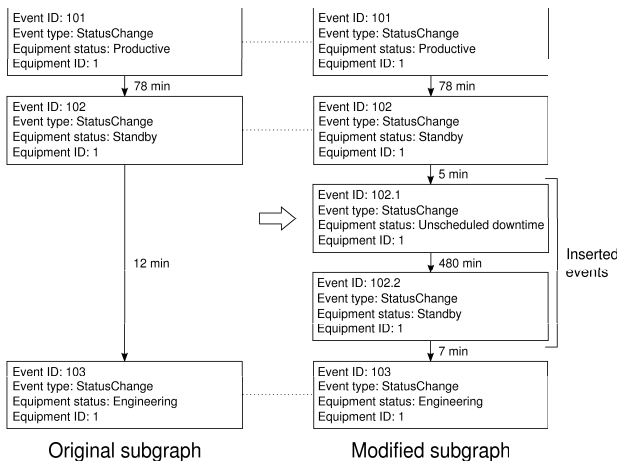 Event ID: 101
Event type: StatusChange
Equipment status: Productive
Equipment ID: 1
78 min
Event ID: 102
Event type: StatusChange
Equipment status: Standby
Equipment ID: 1
12 min
Event ID: 103
Event type: StatusChange
Equipment status: Engineering
Equipment ID: 1
Original subgraph
Event ID: 101
Event type: StatusChange
Equipment status: Productive
Equipment ID: 1
78 min
Event ID: 102
Event type: StatusChange
Equipment status: Standby
Equipment ID: 1
5 min
Event ID: 102.1
Event type: StatusChange
Equipment status: Unscheduled downtime
Equipment ID: 1
480 min
Event ID: 102.2
Event type: StatusChange
Equipment status: Standby
Equipment ID: 1
7 min
Event ID: 103
Event type: StatusChange
Equipment status: Engineering
Equipment ID: 1
Modified subgraph
Inserted
events